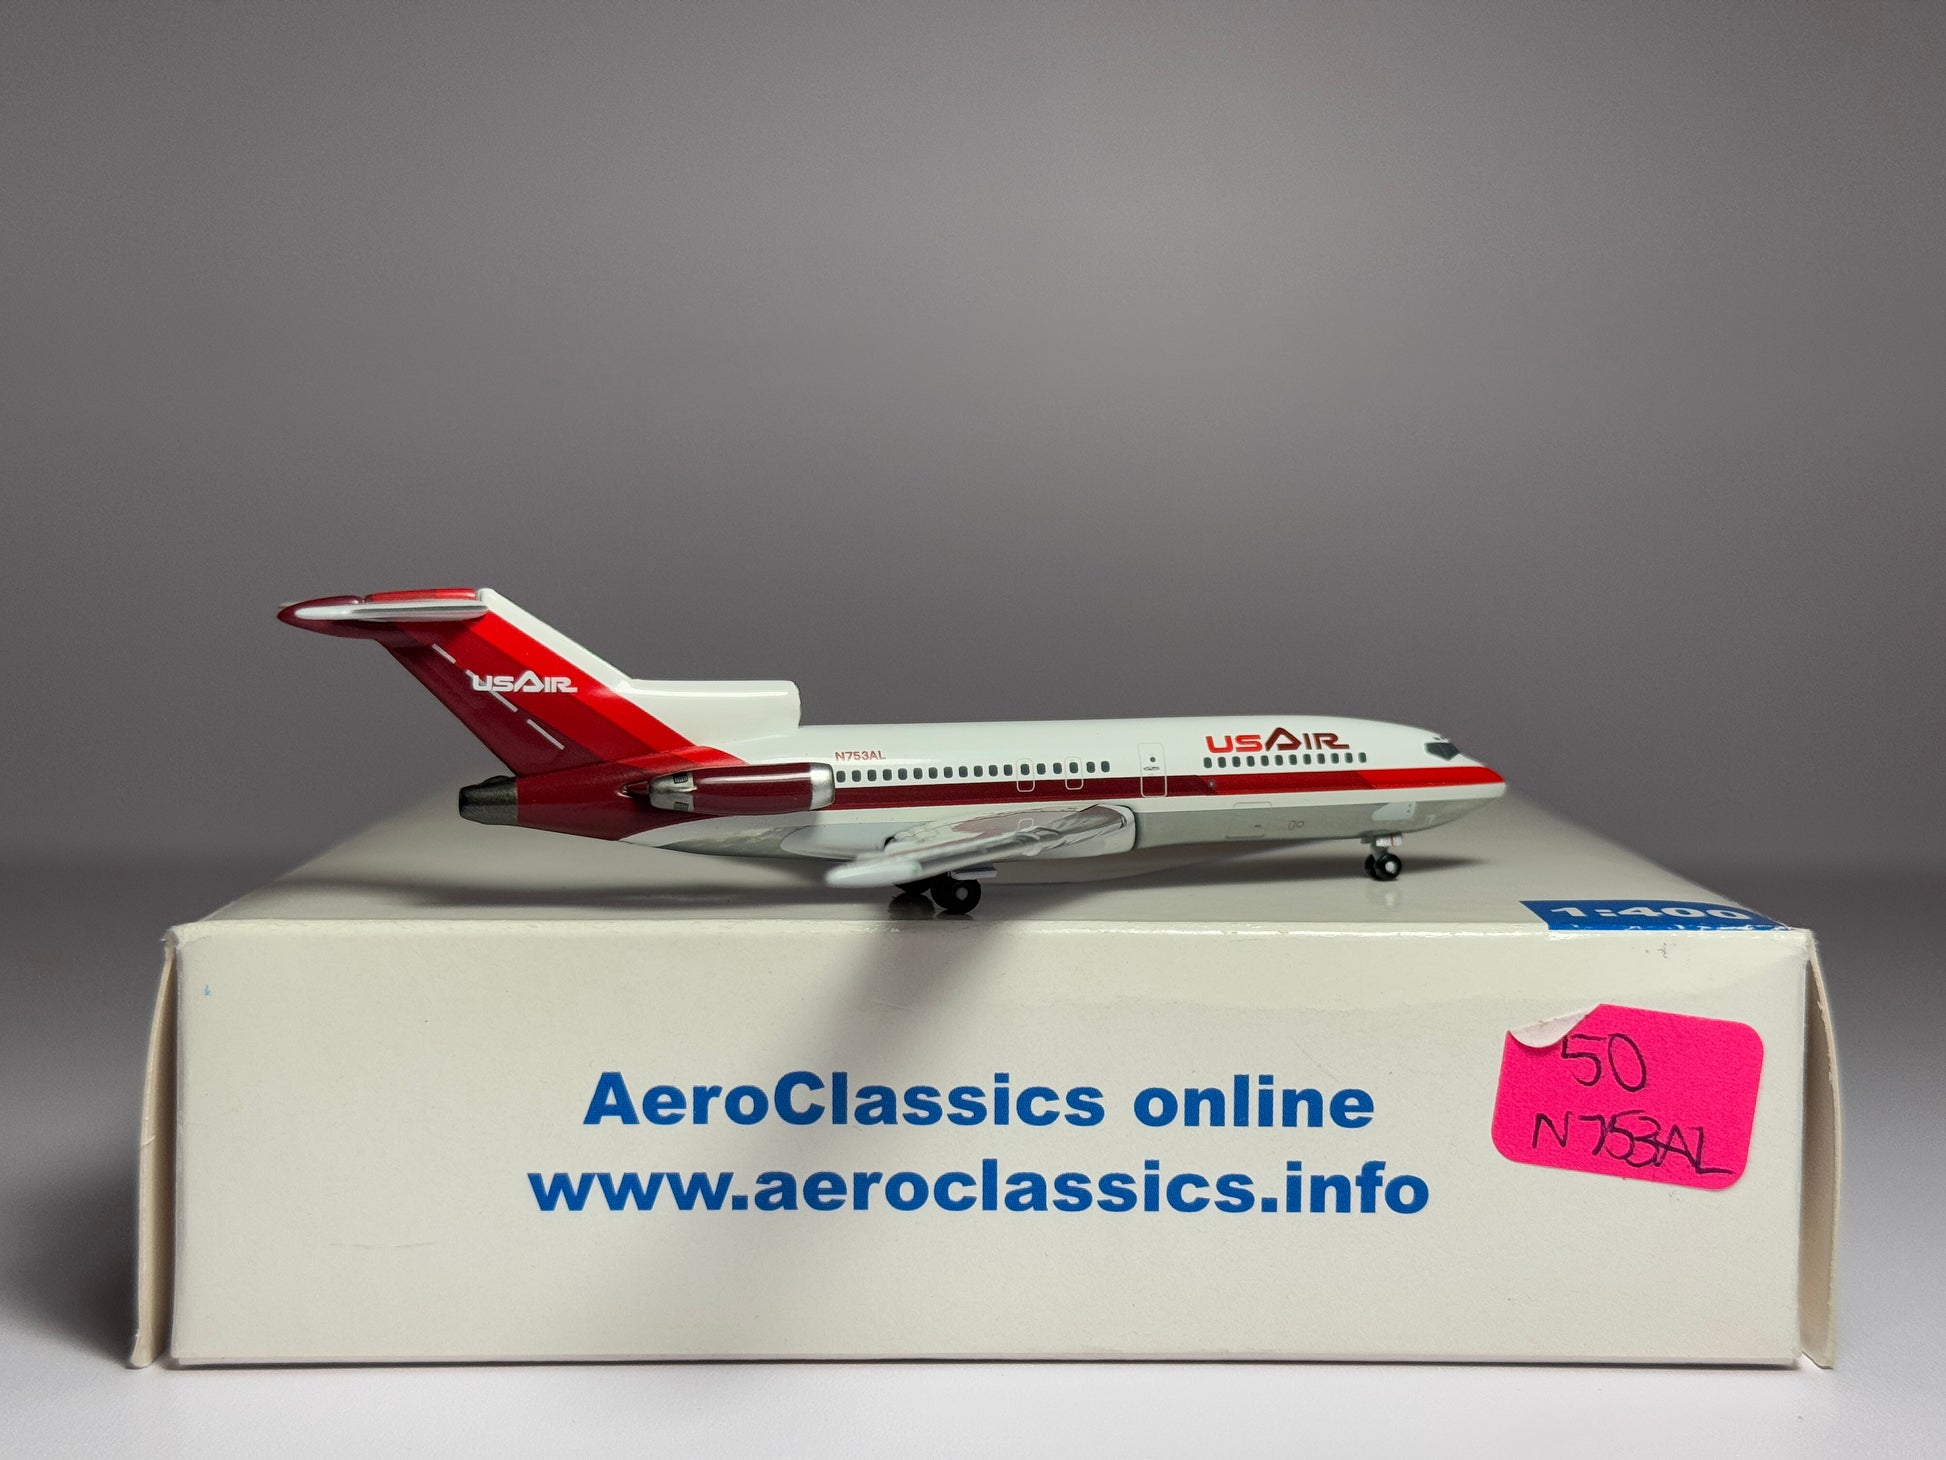 USAIR
N753AL
USAIR
1:400
AeroClassics online
www.aeroclassics.info
50
N753AL